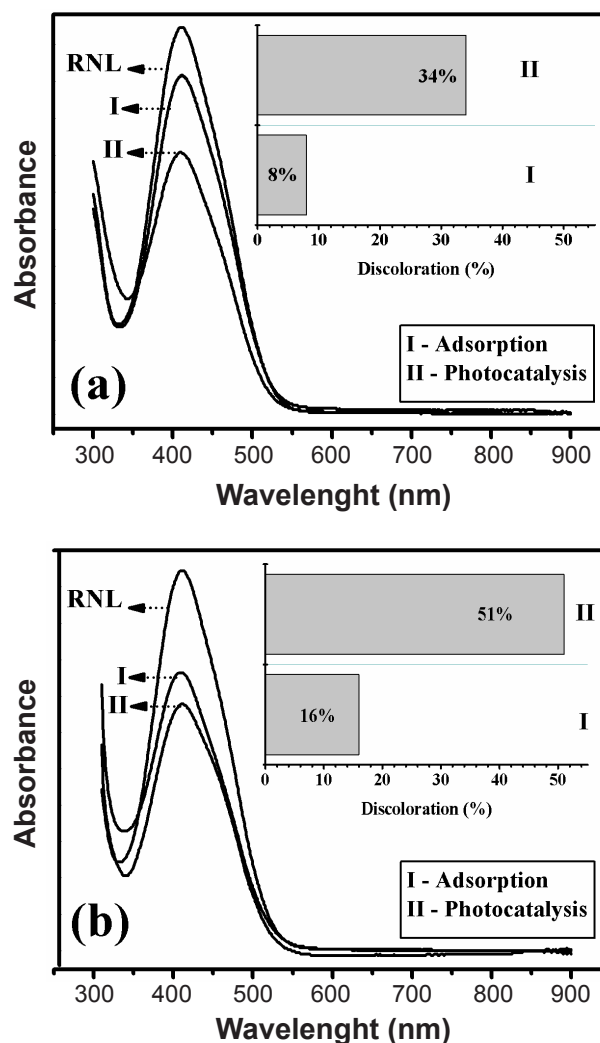 RNL
I
II
34%
II
8%
I
0 10 20 30 40 50
Discoloration (%)
I - Adsorption
II - Photocatalysis
(a)
Absorbance
300 400 500 600 700 800 900
Wavelenght (nm)
RNL
I
II
51%
II
16%
I
0 10 20 30 40 50
Discoloration (%)
I - Adsorption
II - Photocatalysis
(b)
Absorbance
300 400 500 600 700 800 900
Wavelenght (nm)